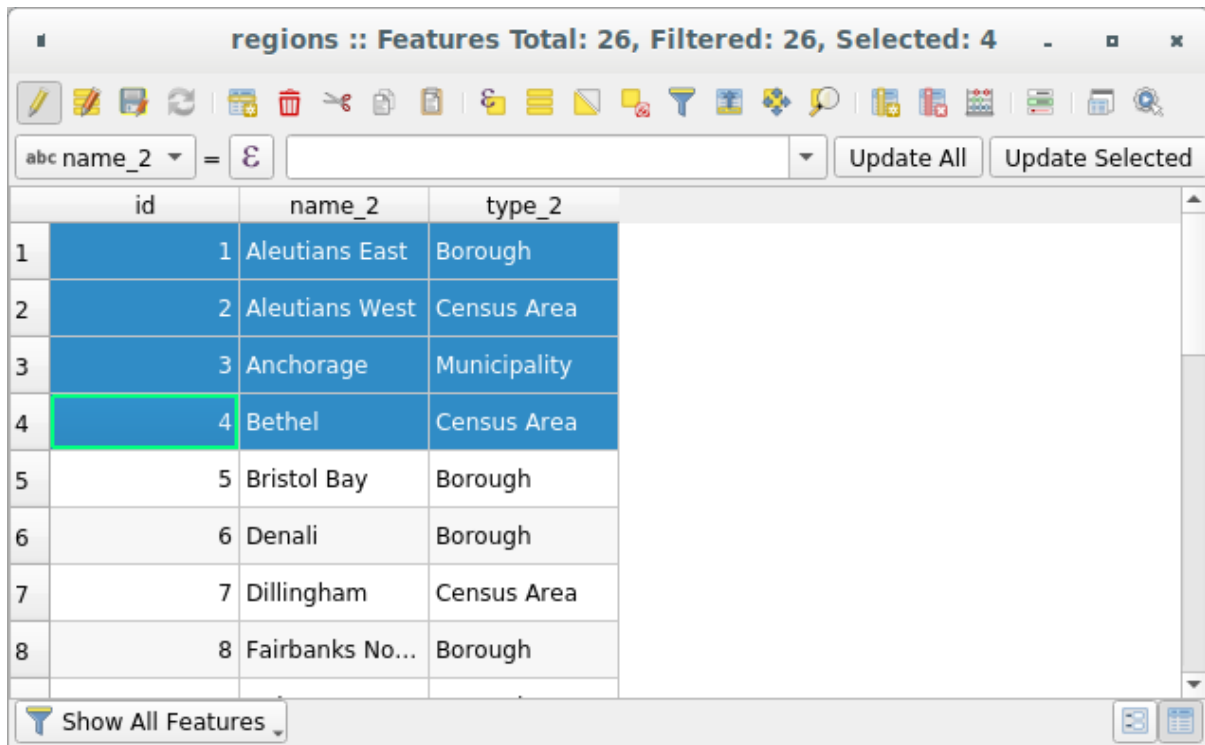 regions :: Features Total: 26, Filtered: 26, Selected: 4
abc name_2 = ε Update All Update Selected
id name_2 type_2
1 1 Aleutians East Borough
2 2 Aleutians West Census Area
3 3 Anchorage Municipality
4 4 Bethel Census Area
5 5 Bristol Bay Borough
6 6 Denali Borough
7 7 Dillingham Census Area
8 8 Fairbanks No... Borough
Show All Features